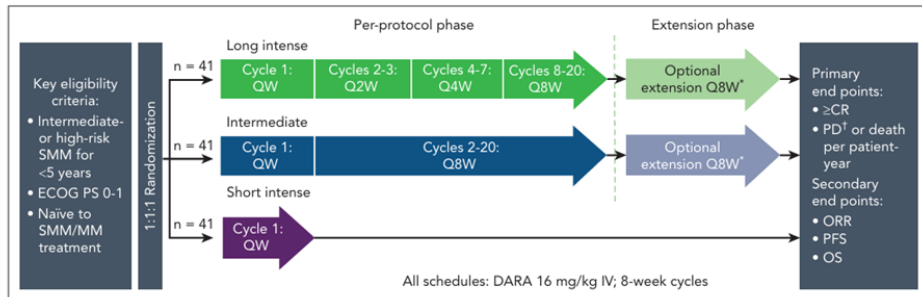 Per-protocol phase
Extension phase
Key eligibility
criteria:
• Intermediate-
or high-risk
SMM for
<5 years
• ECOG PS 0-1
• Naïve to
SMM/MM
treatment
1:1:1 Randomization
n = 41
Long intense
Cycle 1:
QW
Cycles 2-3:
Q2W
Cycles 4-7:
Q4W
Cycles 8-20:
Q8W
Optional
extension Q8W*
n = 41
Intermediate
Cycle 1:
QW
Cycles 2-20:
Q8W
Optional
extension Q8W*
n = 41
Short intense
Cycle 1:
QW
All schedules: DARA 16 mg/kg IV; 8-week cycles
Primary
end points:
• ≥CR
• PD† or death
per patient-
year
Secondary
end points:
• ORR
• PFS
• OS